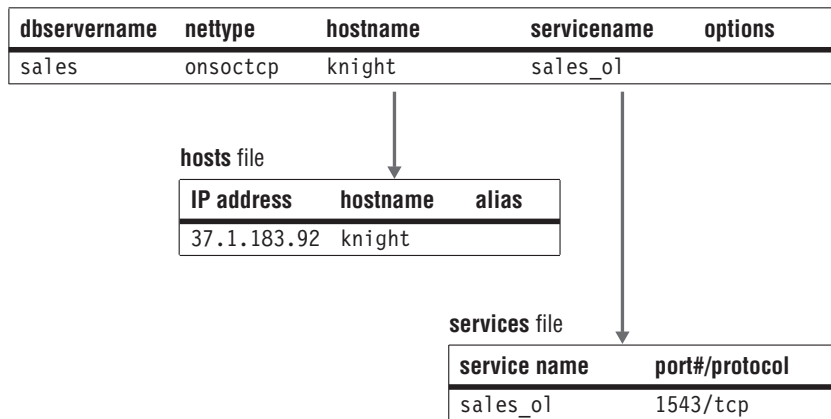 dbservername nettype hostname servicename options
sales onsoctcp knight sales_ol
hosts file
IP address hostname alias
37.1.183.92 knight
services file
service name port#/protocol
sales_ol 1543/tcp